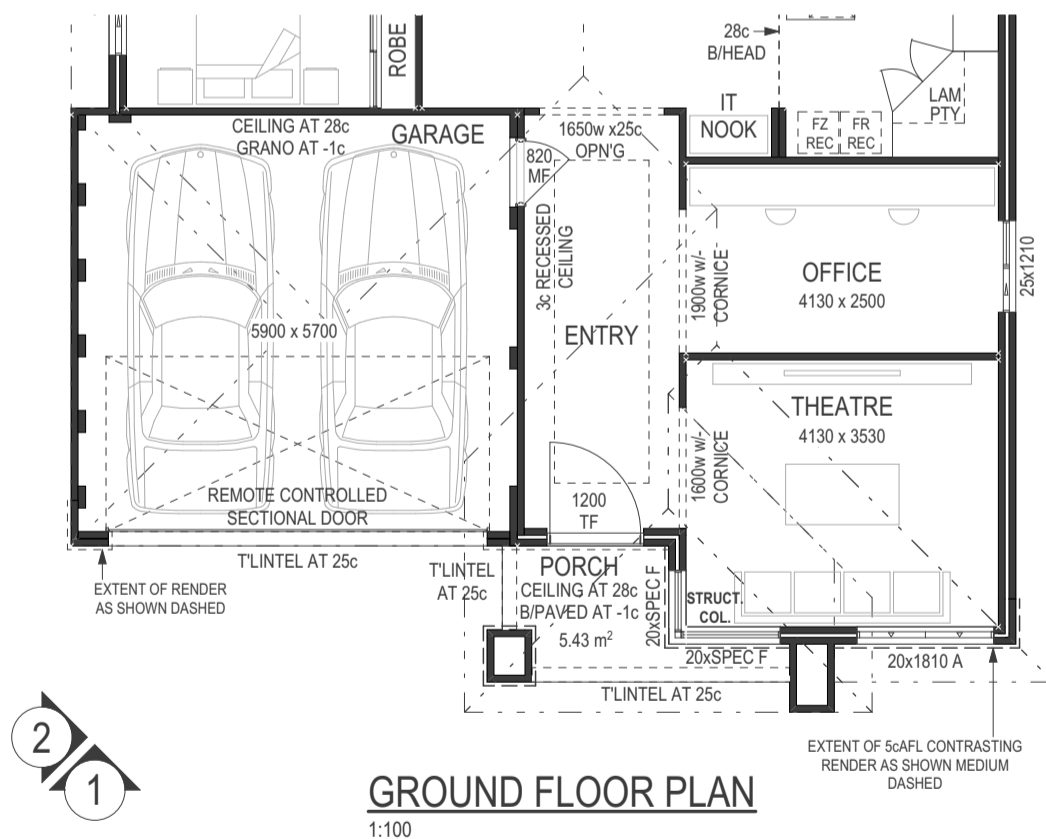 ROBE
28c
B/HEAD
IT
NOOK
LAM
PTY
FZ
REC
FR
REC
CEILING AT 28c
GRANO AT -1c
GARAGE
1650w x25c
OPN'G
820
MF
3c RECESSED
CEILING
1900w w/-
CORNICE
OFFICE
4130 x 2500
25x1210
5900 x 5700
ENTRY
THEATRE
4130 x 3530
1600w w/-
CORNICE
REMOTE CONTROLLED
SECTIONAL DOOR
1200
TF
T'LINTEL AT 25c
EXTENT OF RENDER
AS SHOWN DASHED
T'LINTEL
AT 25c
PORCH
CEILING AT 28c
B/PAVED AT -1c
5.43 m²
20xSPEC F
STRUCT.
COL.
20xSPEC F
20x1810 A
T'LINTEL AT 25c
EXTENT OF 5cAFL CONTRASTING
RENDER AS SHOWN MEDIUM
DASHED
2
1
GROUND FLOOR PLAN
1:100